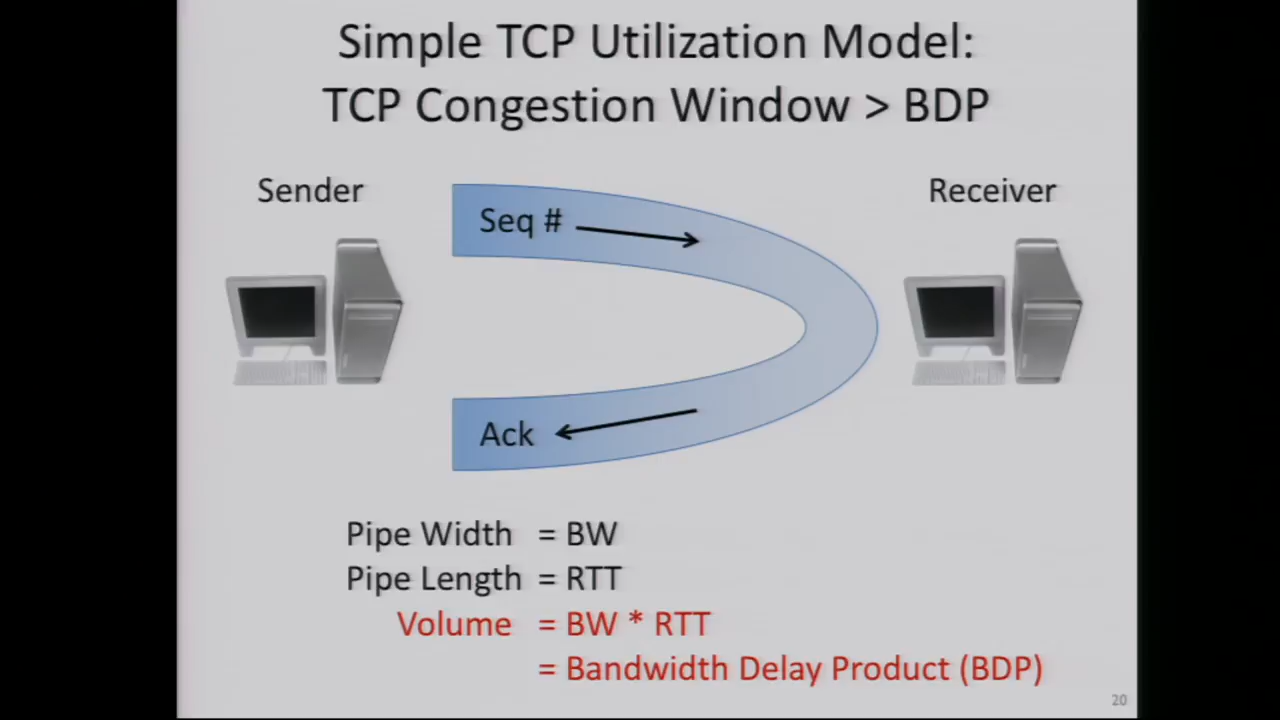 Simple TCP Utilization Model:
TCP Congestion Window > BDP
Sender
Receiver
Seq #
Ack
Pipe Width = BW
Pipe Length = RTT
Volume = BW * RTT
= Bandwidth Delay Product (BDP)
20